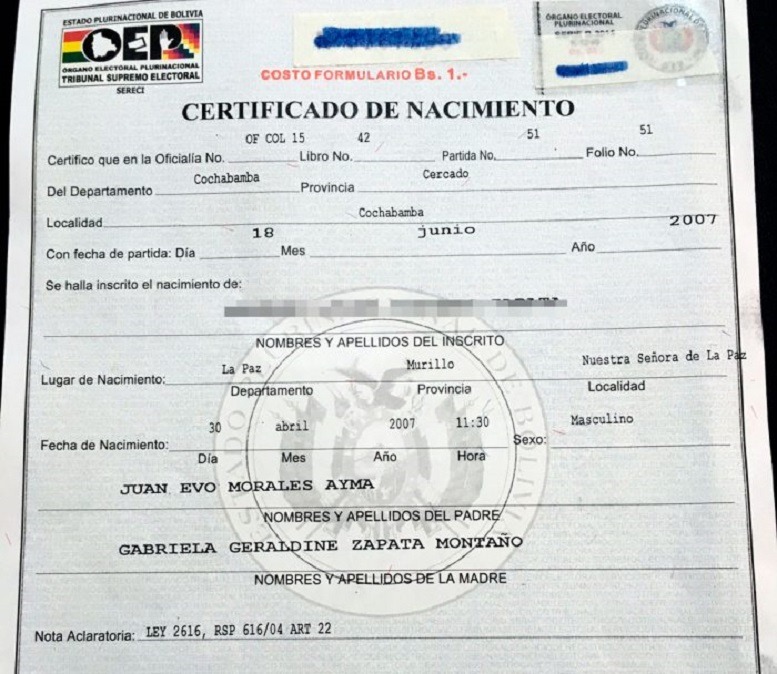 ESTADO PLURINACIONAL DE BOLIVIA
OEP
ÓRGANO ELECTORAL PLURINACIONAL
TRIBUNAL SUPREMO ELECTORAL
SERECÍ
COSTO FORMULARIO Bs. 1.-
ÓRGANO ELECTORAL
PLURINACIONAL
CERTIFICADO DE NACIMIENTO
Certifico que en la Oficialía No. OF COL 15 Libro No. 42 Partida No. 51 Folio No. 51
Del Departamento Cochabamba Provincia Cercado
Localidad Cochabamba
Con fecha de partida: Día 18 Mes junio Año 2007
Se halla inscrito el nacimiento de:
NOMBRES Y APELLIDOS DEL INSCRITO
Lugar de Nacimiento: La Paz Murillo Nuestra Señora de La Paz
Departamento Provincia Localidad
Fecha de Nacimiento: 30 abril 2007 11:30 Sexo: Masculino
Día Mes Año Hora
JUAN EVO MORALES AYMA
NOMBRES Y APELLIDOS DEL PADRE
GABRIELA GERALDINE ZAPATA MONTAÑO
NOMBRES Y APELLIDOS DE LA MADRE
Nota Aclaratoria: LEY 2616, RSP 616/04 ART 22